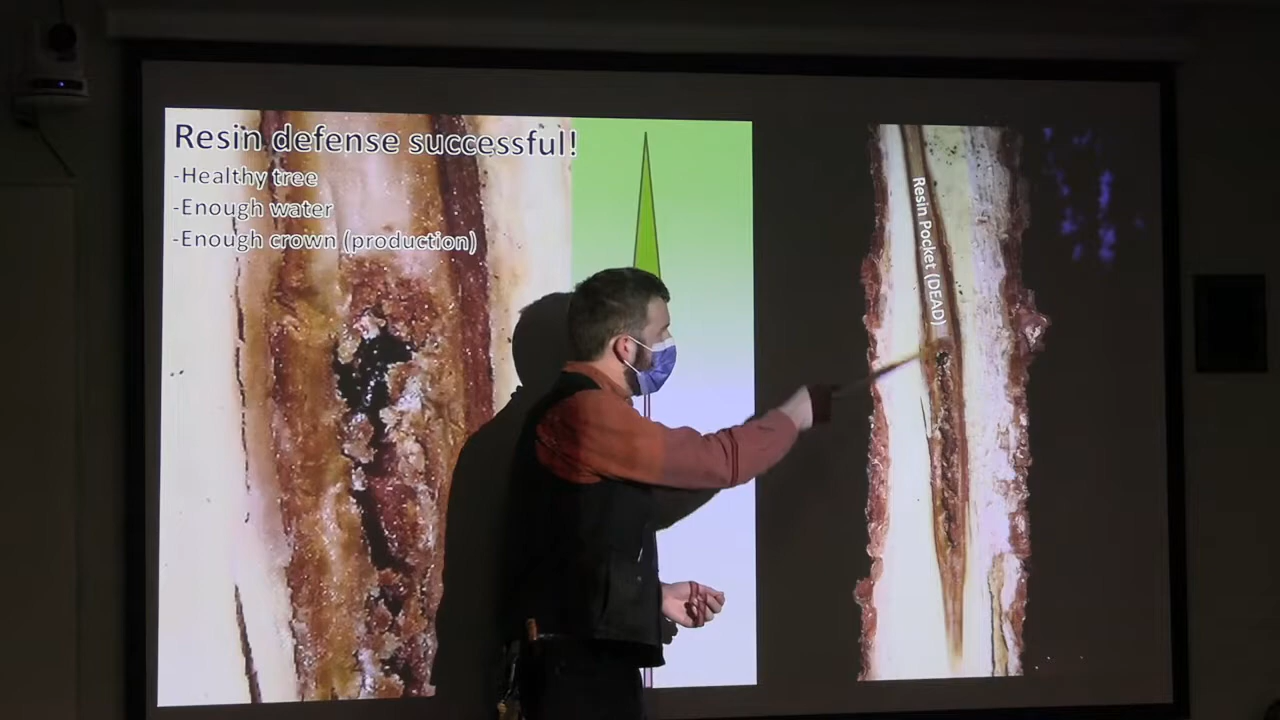 Resin defense successful!
-Healthy tree
-Enough water
-Enough crown (production)
Resin Pocket (DEAD)